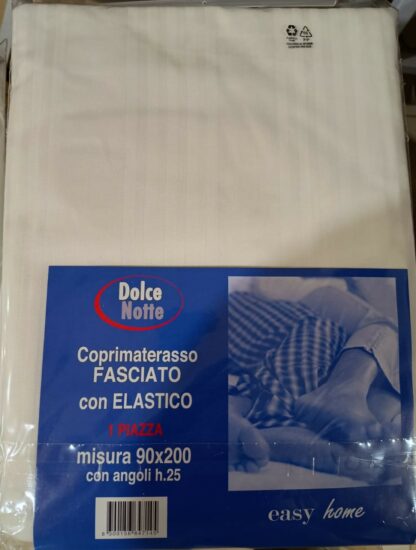 Dolce
Notte
Coprimaterasso
FASCIATO
con ELASTICO
1 PIAZZA
misura 90x200
con angoli h.25
easy home